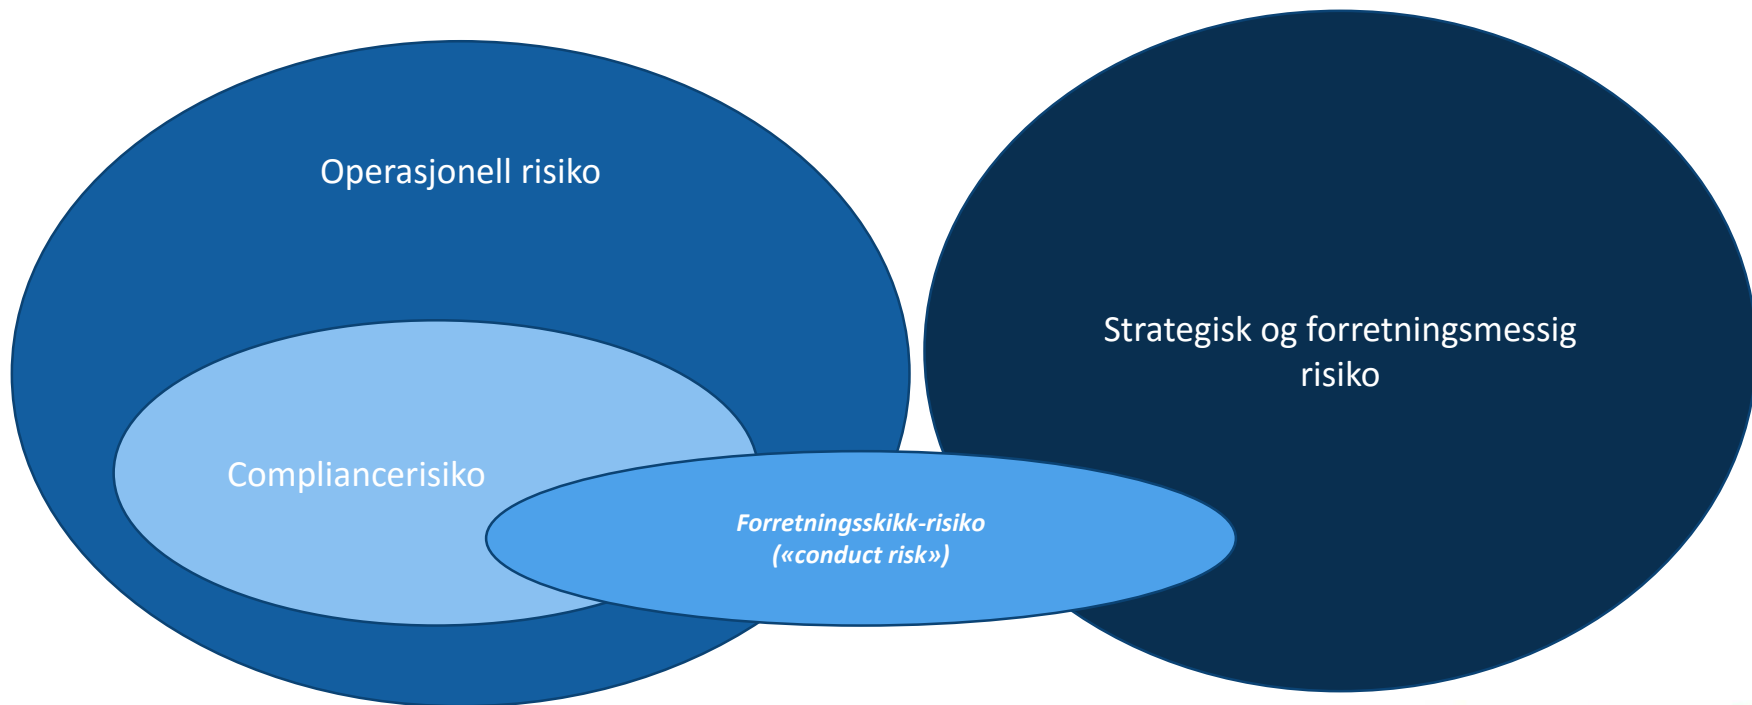 Operasjonell risiko
Strategisk og forretningsmessig
risiko
Compliancerisiko
Forretningsskikk-risiko
(«conduct risk»)